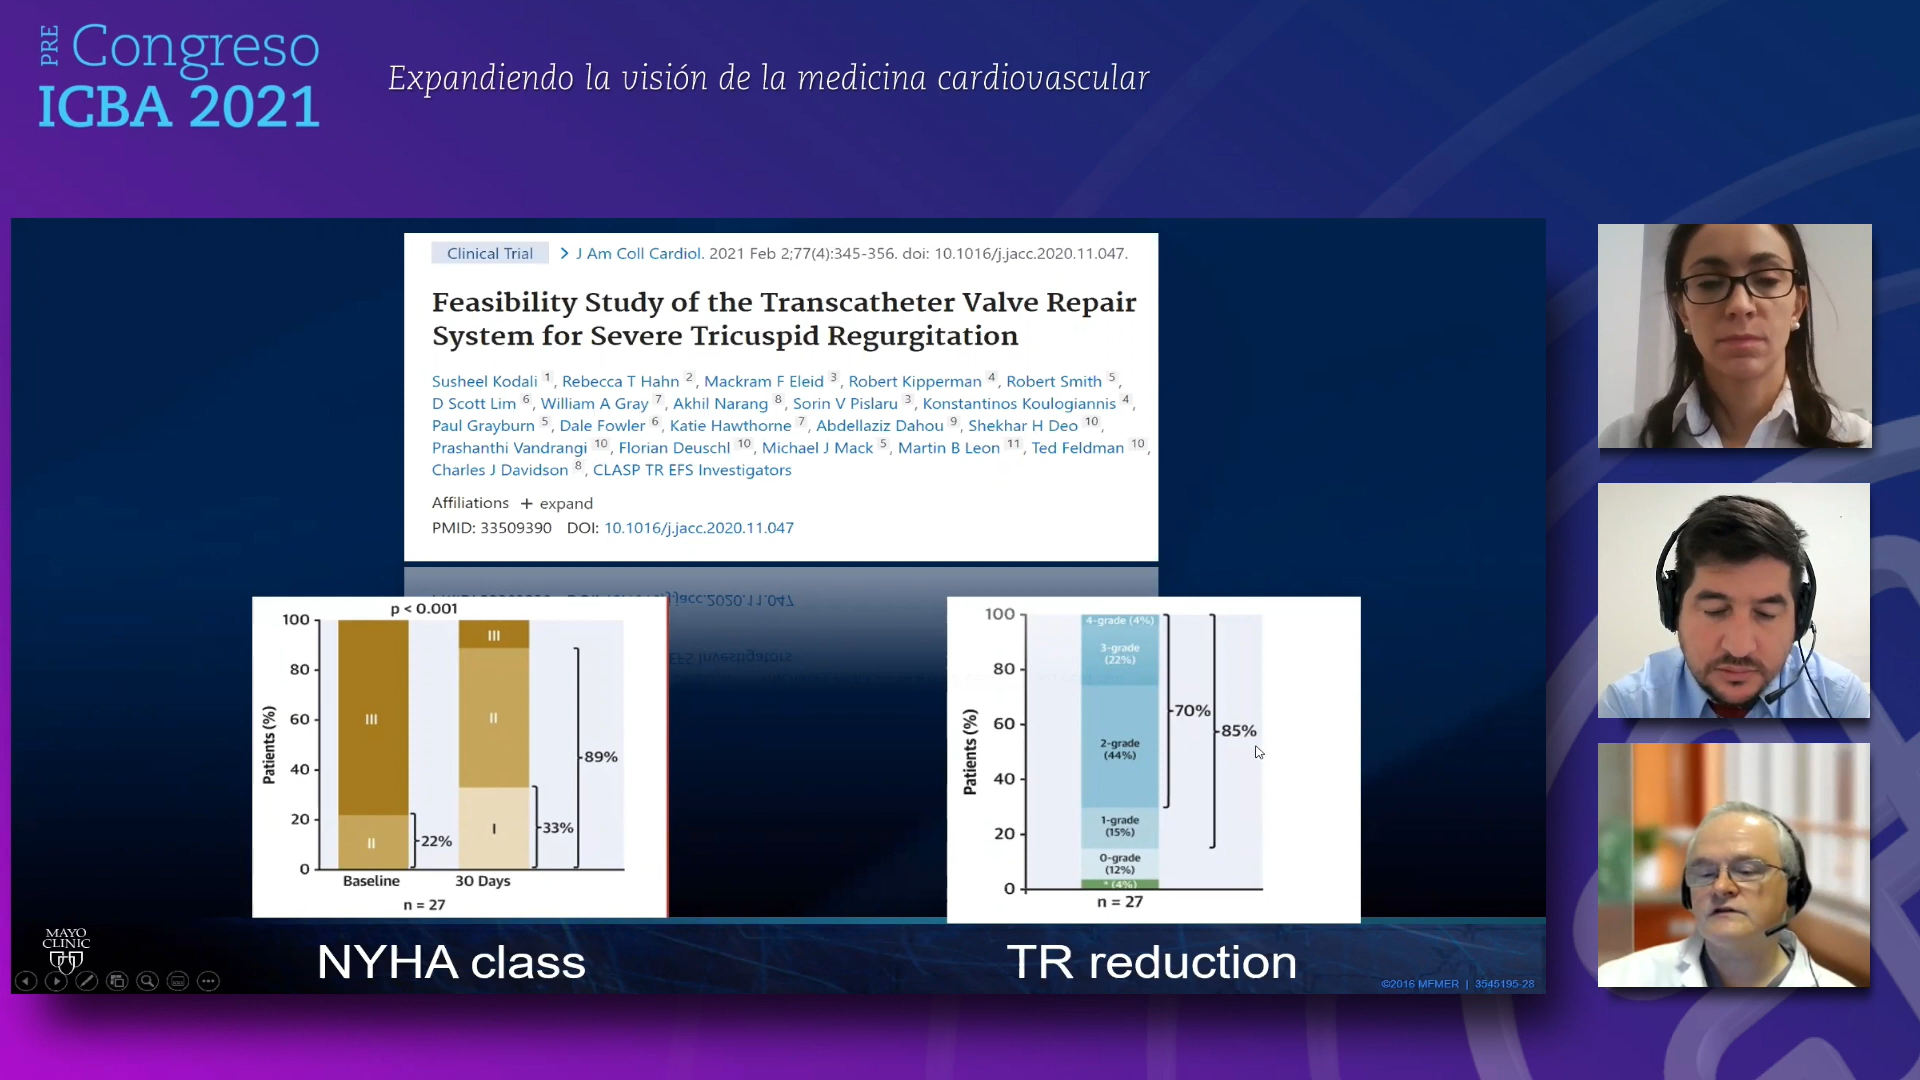 PRE Congreso
ICBA 2021
Expandiendo la visión de la medicina cardiovascular
Clinical Trial > J Am Coll Cardiol. 2021 Feb 2;77(4):345-356. doi: 10.1016/j.jacc.2020.11.047.
Feasibility Study of the Transcatheter Valve Repair
System for Severe Tricuspid Regurgitation
Susheel Kodali 1, Rebecca T Hahn 2, Mackram F Eleid 3, Robert Kipperman 4, Robert Smith 5,
D Scott Lim 6, William A Gray 7, Akhil Narang 8, Sorin V Pislaru 3, Konstantinos Koulogiannis 4,
Paul Grayburn 5, Dale Fowler 6, Katie Hawthorne 7, Abdellaziz Dahou 9, Shekhar H Deo 10,
Prashanthi Vandrangi 10, Florian Deuschl 10, Michael J Mack 5, Martin B Leon 11, Ted Feldman 10,
Charles J Davidson 8, CLASP TR EFS Investigators
Affiliations + expand
PMID: 33509390 DOI: 10.1016/j.jacc.2020.11.047
p < 0.001
Patients (%)
100
80
60
40
20
0
III
II
22%
III
II
I
33%
89%
Baseline
30 Days
n = 27
NYHA class
Patients (%)
100
80
60
40
20
0
4-grade (4%)
3-grade
(22%)
2-grade
(44%)
1-grade
(15%)
0-grade
(12%)
* (4%)
70%
85%
n = 27
TR reduction
MAYO
CLINIC
©2016 MFMER | 3545195-28